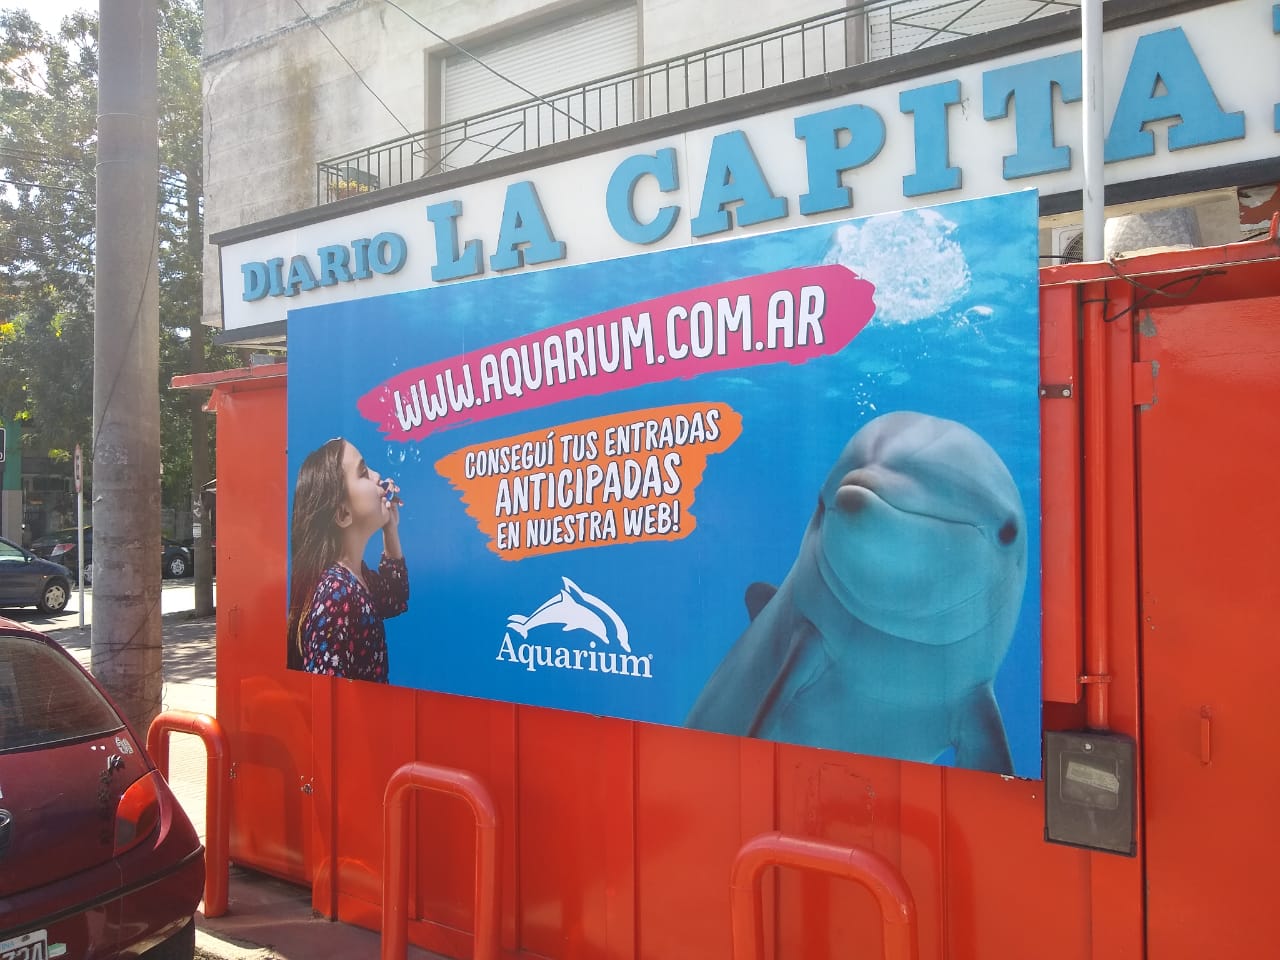 DIARIO LA CAPITA
WWW.AQUARIUM.COM.AR
CONSEGUÍ TUS ENTRADAS
ANTICIPADAS
EN NUESTRA WEB!
Aquarium®